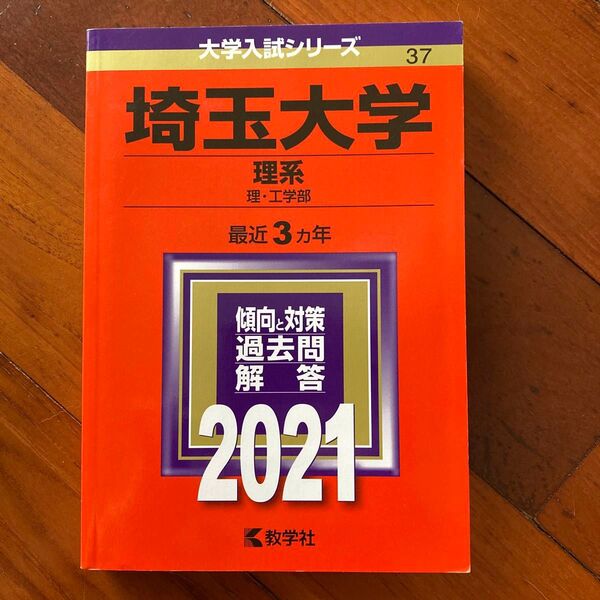 大学入試シリーズ
37
埼玉大学
理系
理・工学部
最近3カ年
傾向と対策
過去問
解答
2021
教学社